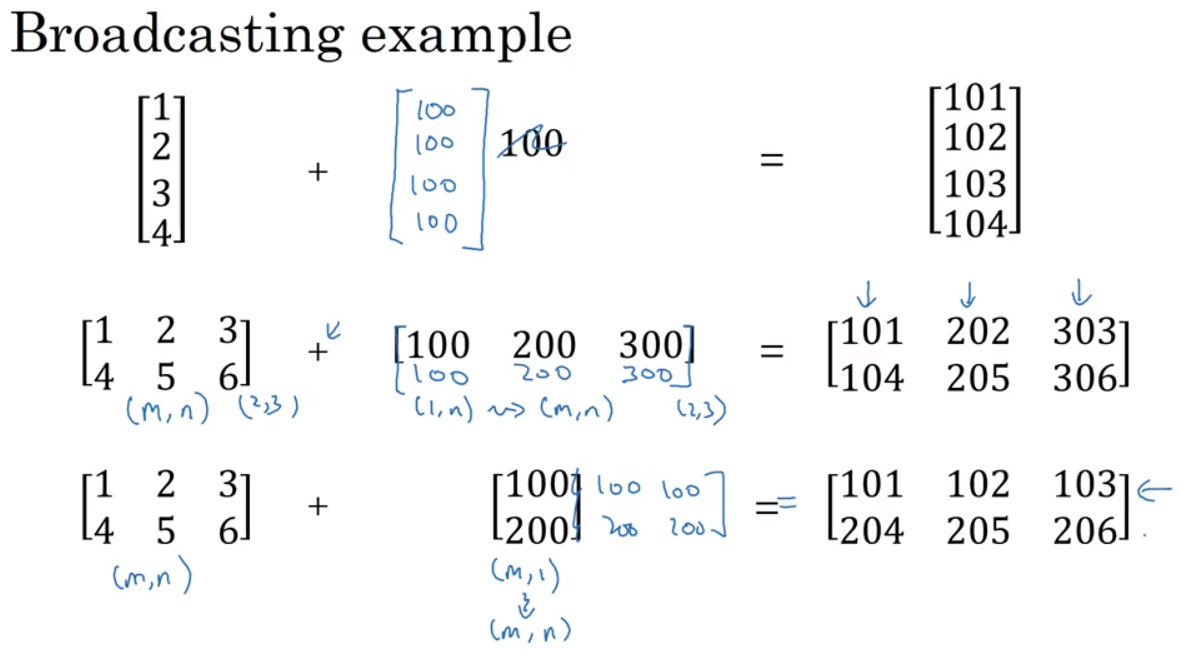 Broadcasting example
[1 2 3 4] + [100 100 100 100] 100 = [101 102 103 104]
↓ ↓ ↓
[1 2 3] + ↙ [100 200 300] = [101 202 303]
[4 5 6] [100 200 300] [104 205 306]
(m,n) (2,3) (1,n) ⇝ (m,n) (2,3)
[1 2 3] + [100] 100 100 = = [101 102 103] ←
[4 5 6] [200] 200 200 [204 205 206]
(m,n) (m,1)
↓
(m,n)